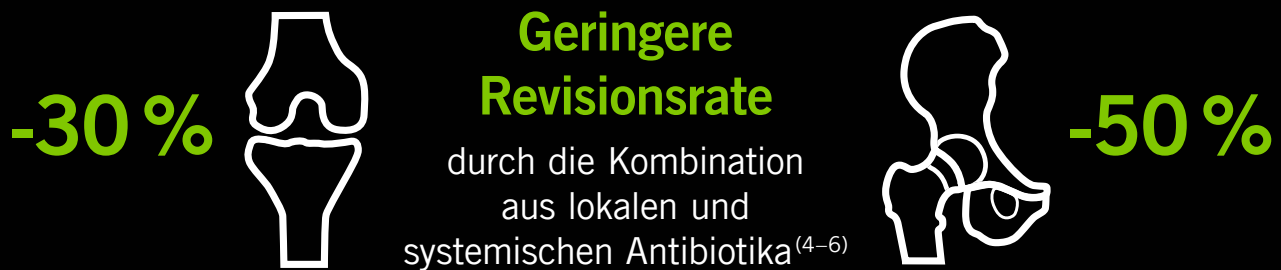 -30 %
Geringere
Revisionsrate
durch die Kombination
aus lokalen und
systemischen Antibiotika (4–6)
-50 %